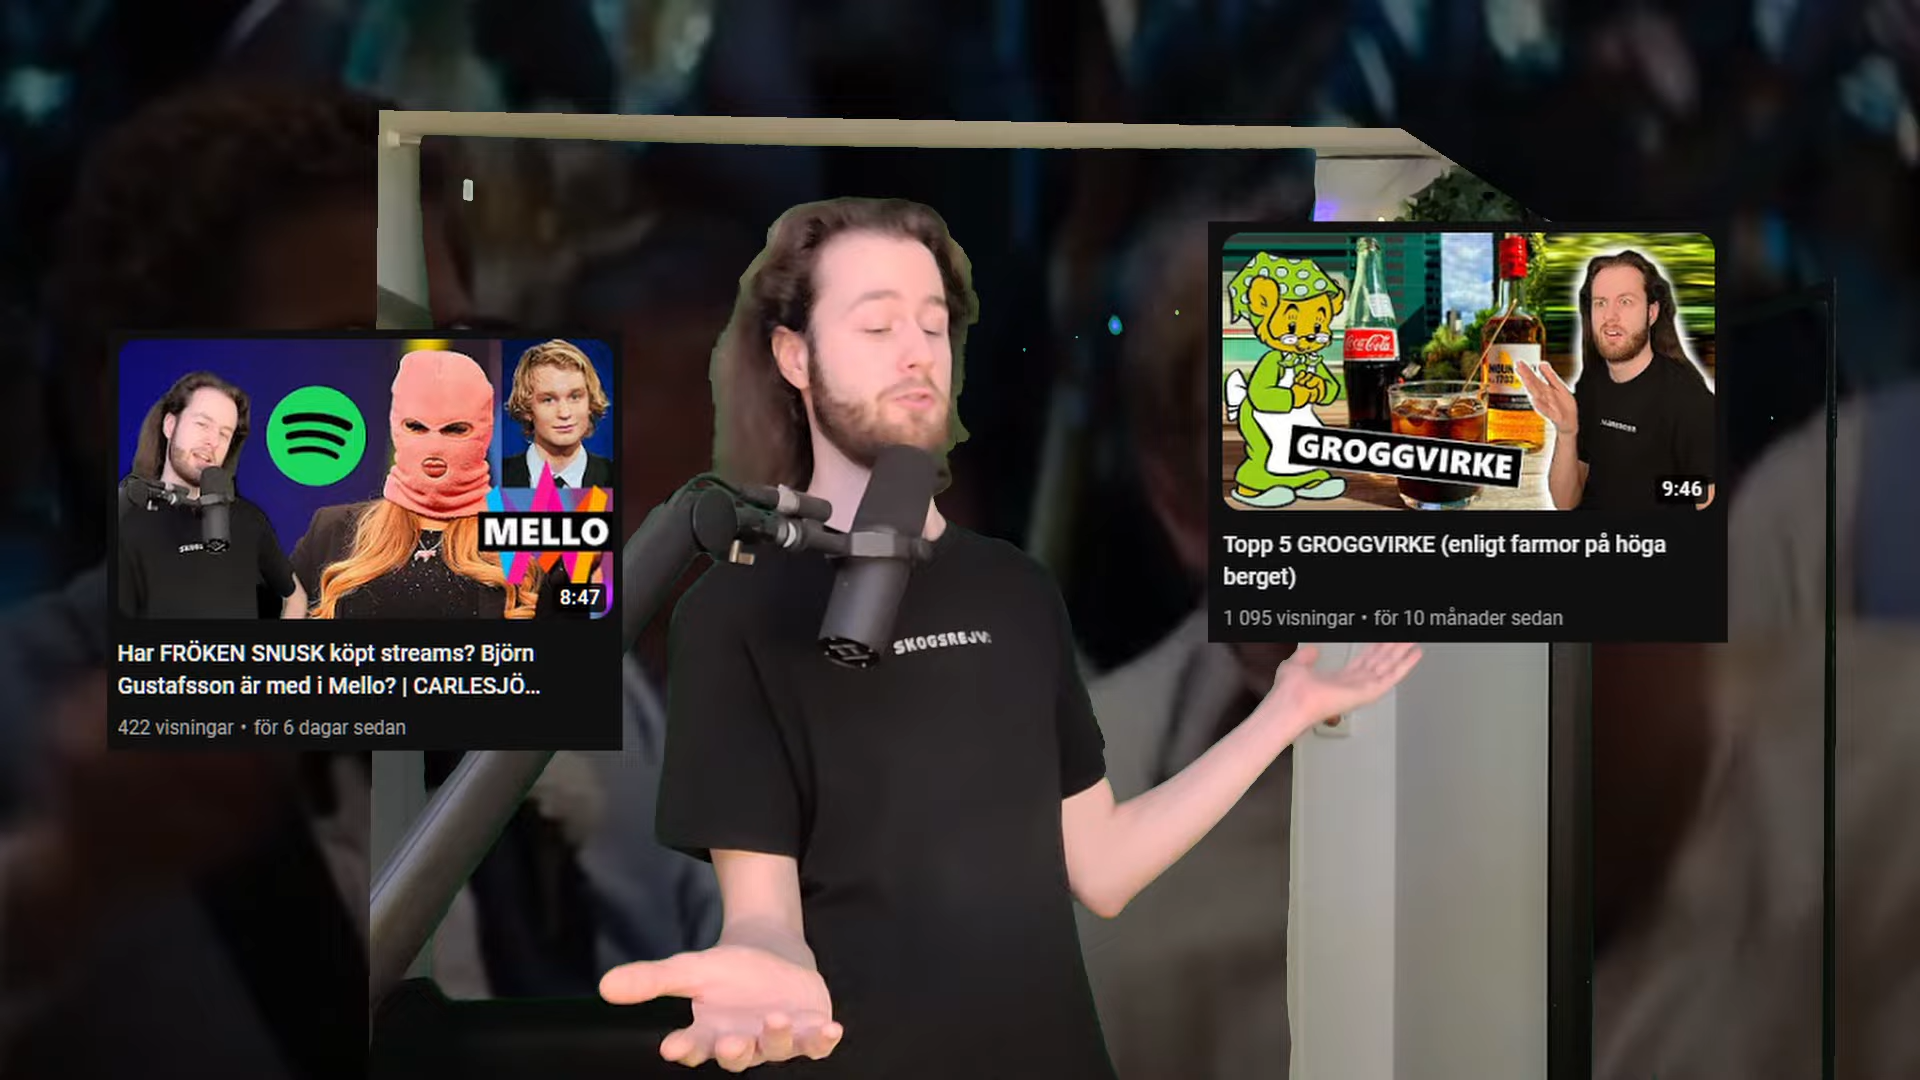 MELLO
8:47
Har FRÖKEN SNUSK köpt streams? Björn
Gustafsson är med i Mello? | CARLESJÖ...
422 visningar • för 6 dagar sedan
SKOGSREJV
Coca-Cola
GROGGVIRKE
9:46
Topp 5 GROGGVIRKE (enligt farmor på höga
berget)
1 095 visningar • för 10 månader sedan